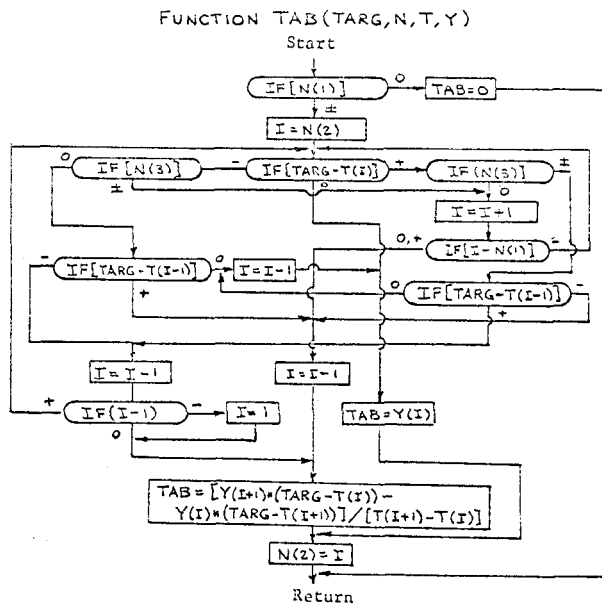 FUNCTION TAB(TARG,N,T,Y)
Start
IF[N(1)]
0
TAB=0
±
I=N(2)
0
IF[N(3)]
-
IF[TARG-T(I)]
+
IF(N(3)]
±
±
0
0
I=I+1
0,+
IF[I-N(1)]
-
-
IF[TARG-T(I-1)]
0
I=I-1
0
IF[TARG-T(I-1)]
-
+
+
I=I-1
I=I-1
+
IF(I-1)
-
I=1
TAB=Y(I)
0
TAB=[Y(I+1)*(TARG-T(I))-
Y(I)*(TARG-T(I+1))]/[T(I+1)-T(I)]
N(2)=I
Return